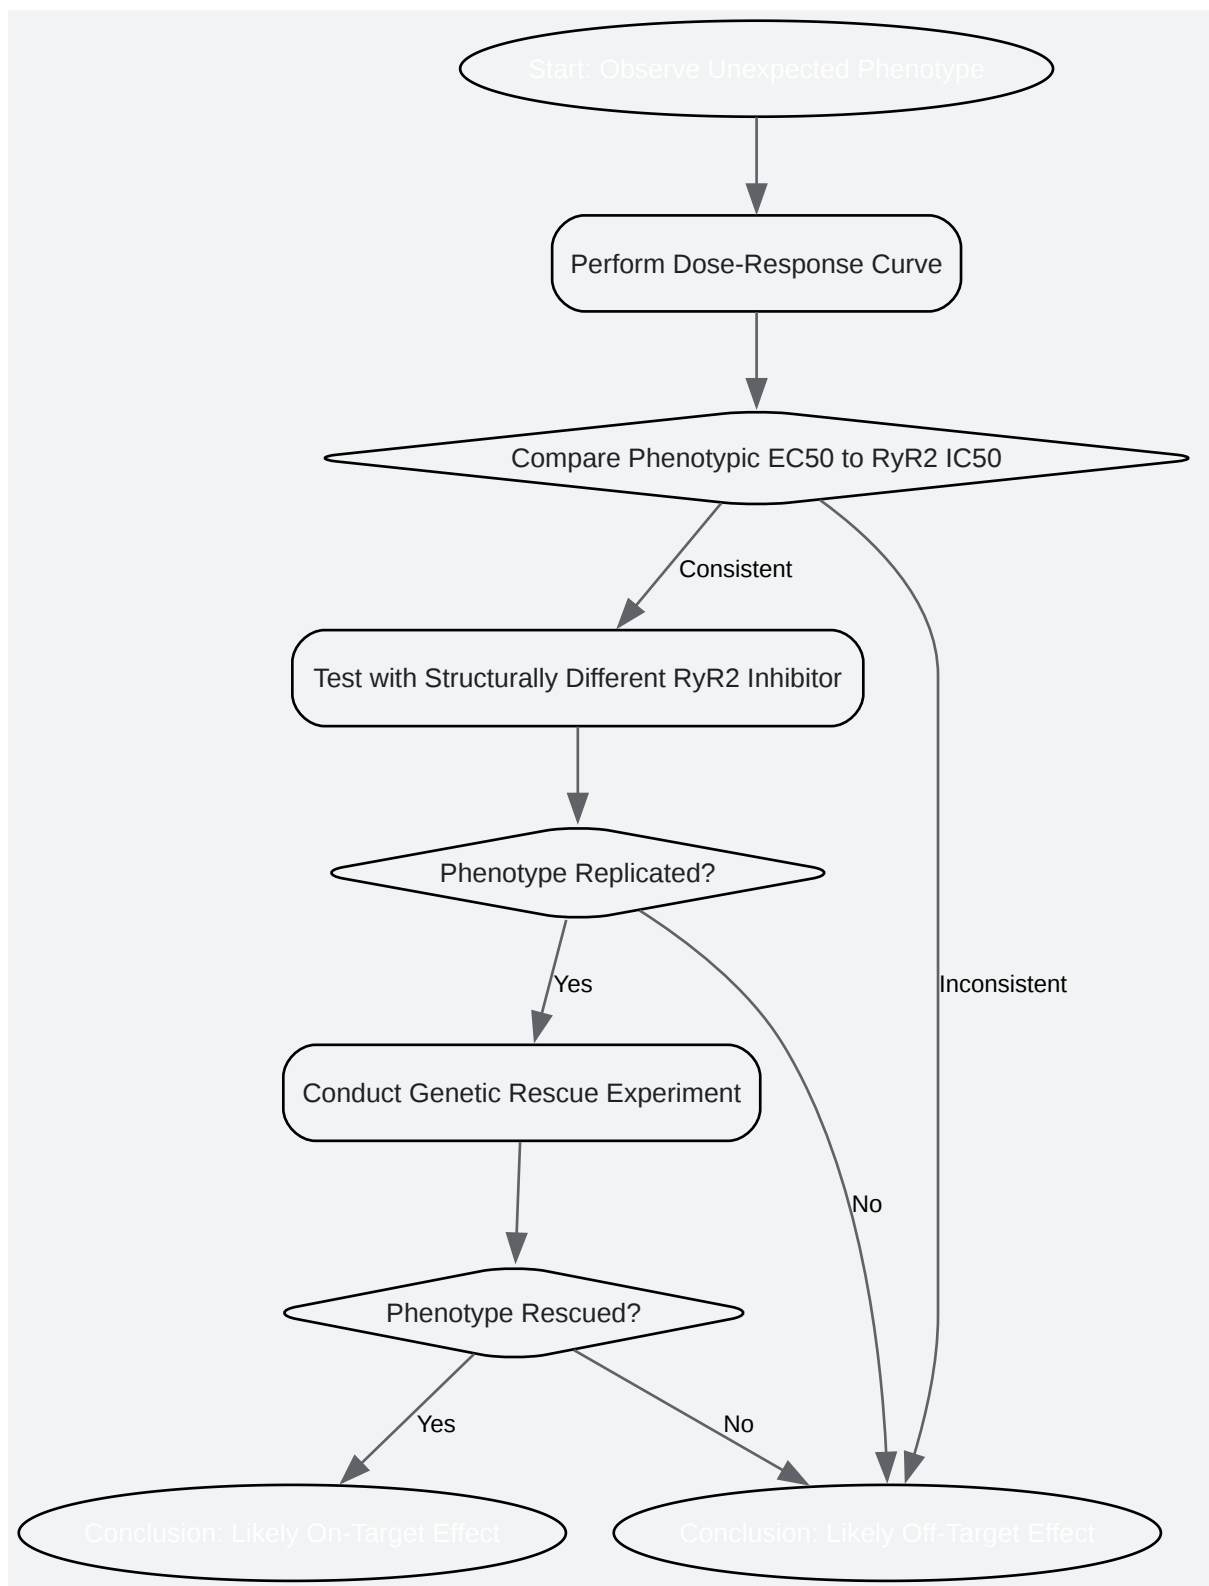 Start: Observe Unexpected Phenotype
Perform Dose-Response Curve
Compare Phenotypic EC50 to RyR2 IC50
Consistent
Test with Structurally Different RyR2 Inhibitor
Phenotype Replicated?
Yes
Inconsistent
Conduct Genetic Rescue Experiment
No
Phenotype Rescued?
Yes
No
Conclusion: Likely On-Target Effect
Conclusion: Likely Off-Target Effect